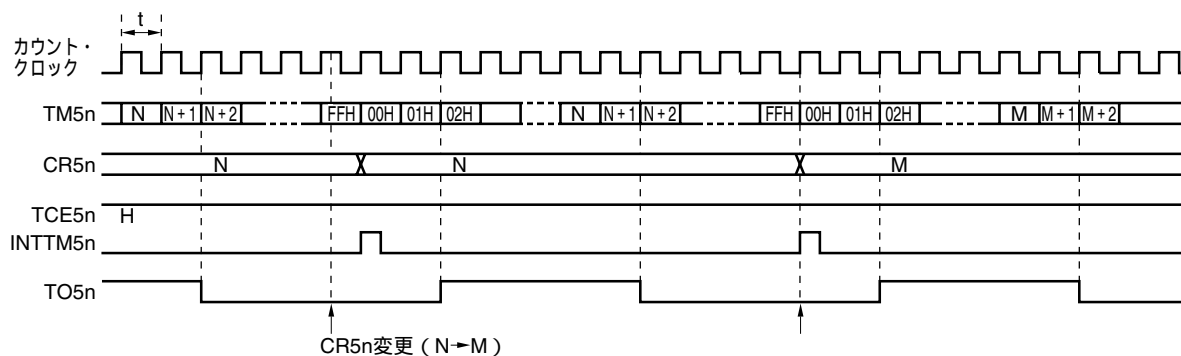 t
カウント・
クロック
TM5n N N+1 N+2 FFH 00H 01H 02H N N+1 N+2 FFH 00H 01H 02H M M+1 M+2
CR5n N N M
TCE5n H
INTTM5n
TO5n
CR5n変更（N→M）